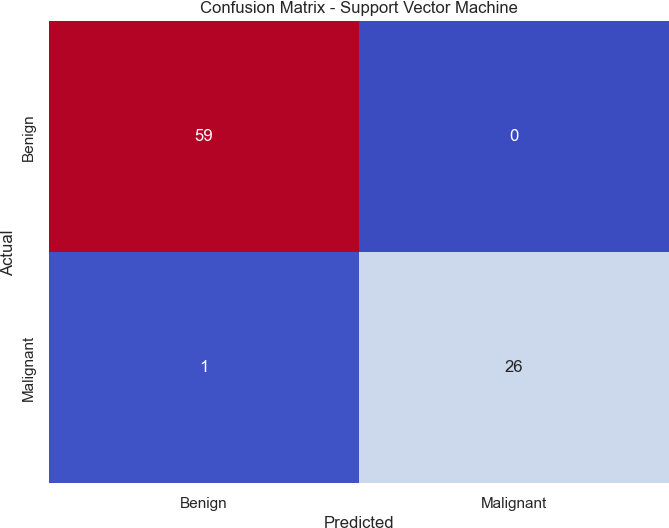 Confusion Matrix - Support Vector Machine
Actual
Benign
59
0
Malignant
1
26
Benign
Malignant
Predicted